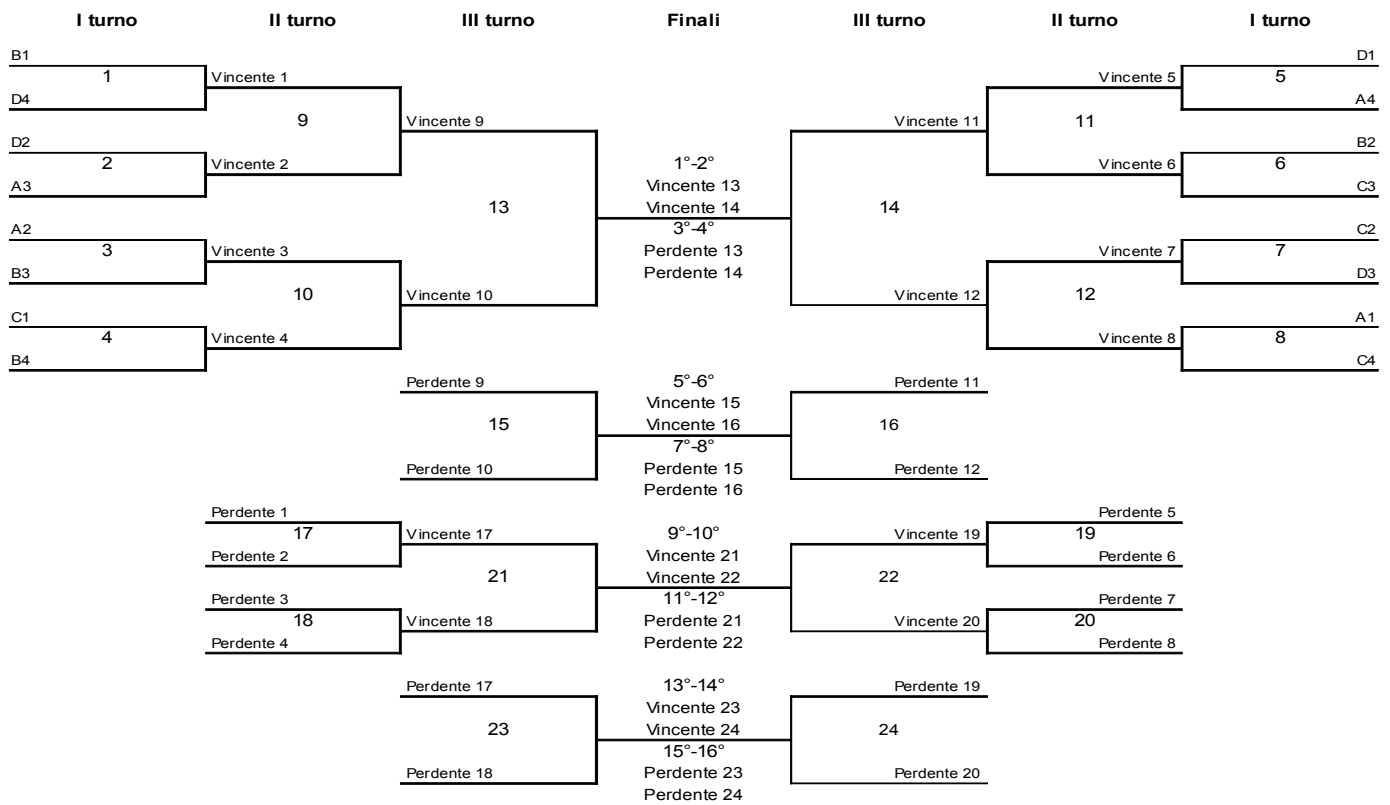 I turno II turno III turno Finali III turno II turno I turno
B1 D1
1 Vincente 1 Vincente 5 5
D4 A4
9 Vincente 9 Vincente 11 11
D2 B2
2 Vincente 2 1°-2° Vincente 6 6
A3 Vincente 13 C3
13 Vincente 14 14
A2 3°-4° C2
3 Vincente 3 Perdente 13 Vincente 7 7
B3 Perdente 14 D3
10 Vincente 10 Vincente 12 12
C1 A1
4 Vincente 4 Vincente 8 8
B4 C4
Perdente 9 5°-6° Perdente 11
Vincente 15
15 Vincente 16 16
7°-8°
Perdente 10 Perdente 15 Perdente 12
Perdente 16
Perdente 1 Perdente 5
17 Vincente 17 9°-10° Vincente 19 19
Perdente 2 Vincente 21 Perdente 6
21 Vincente 22 22
Perdente 3 11°-12° Perdente 7
18 Vincente 18 Perdente 21 Vincente 20 20
Perdente 4 Perdente 22 Perdente 8
Perdente 17 13°-14° Perdente 19
Vincente 23
23 Vincente 24 24
15°-16°
Perdente 18 Perdente 23 Perdente 20
Perdente 24